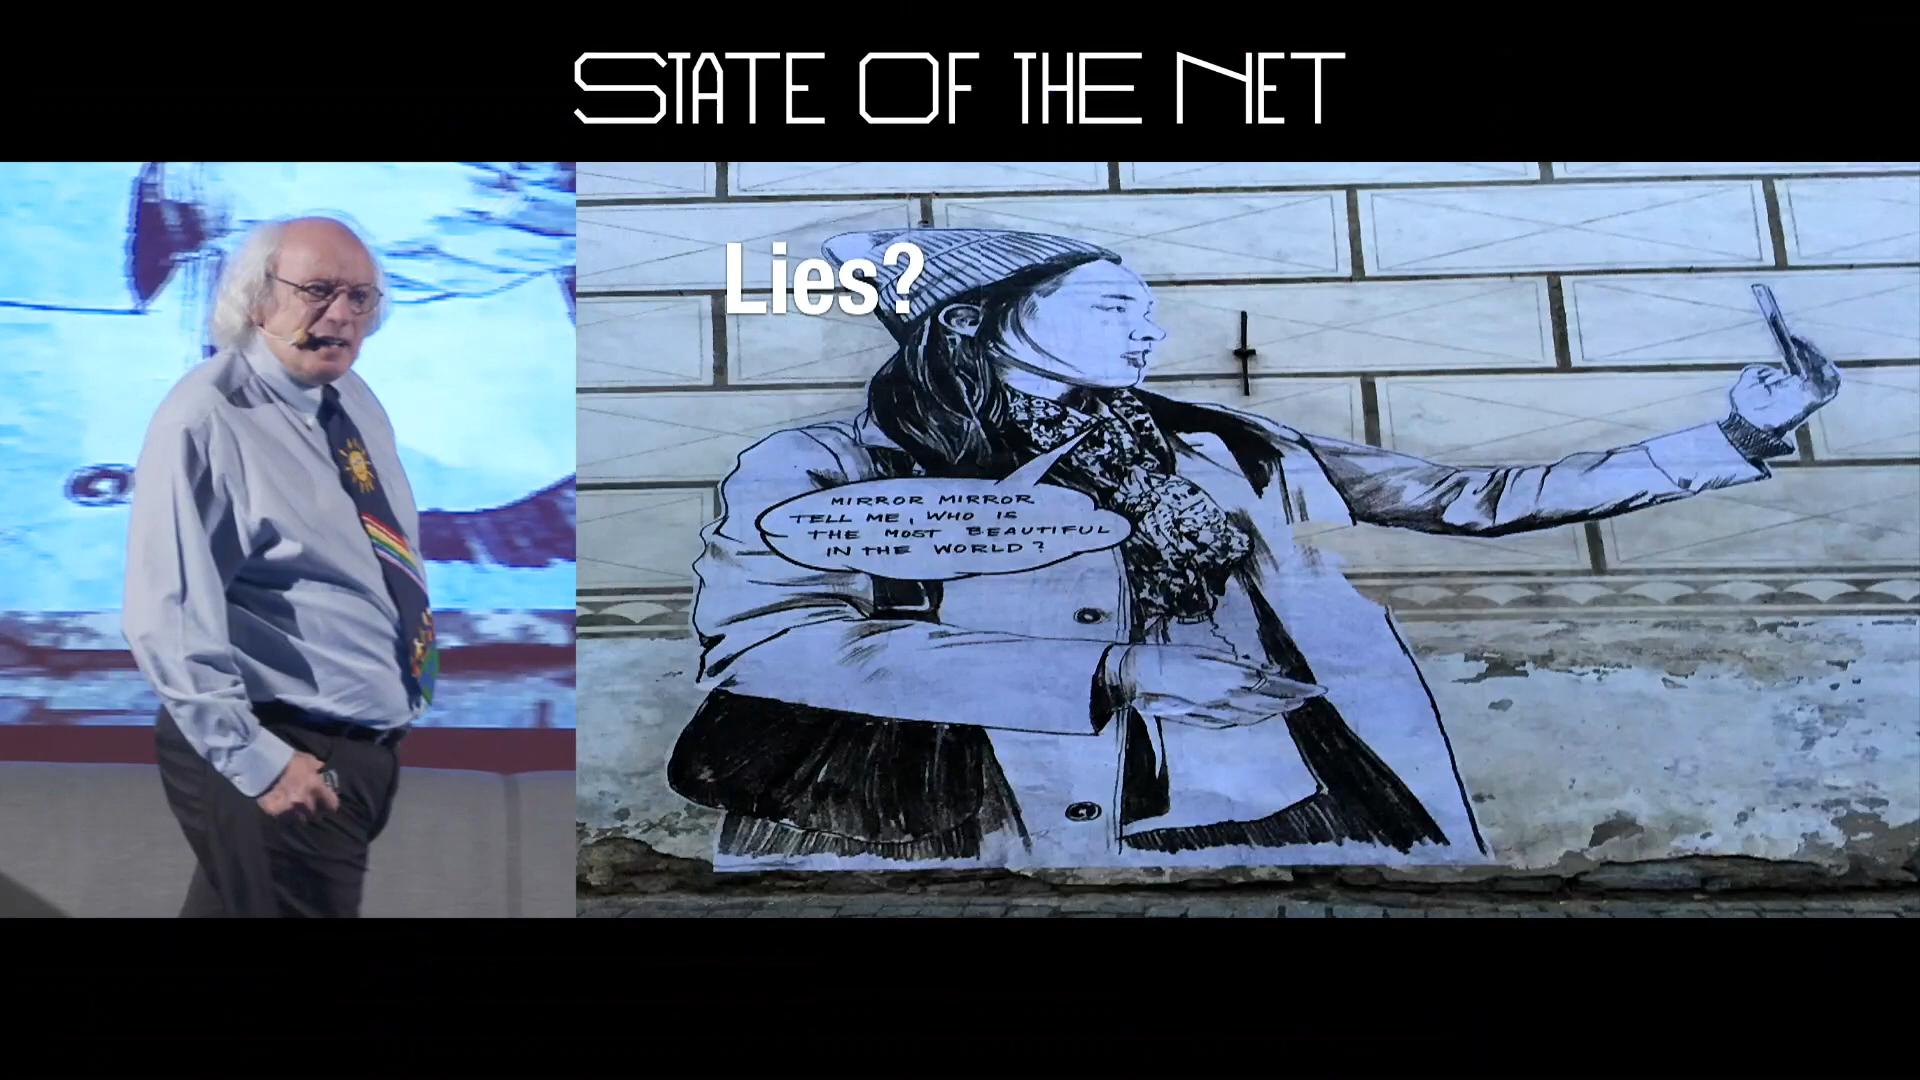 STATE OF THE NET
Lies?
MIRROR MIRROR
TELL ME, WHO IS
THE MOST BEAUTIFUL
IN THE WORLD?